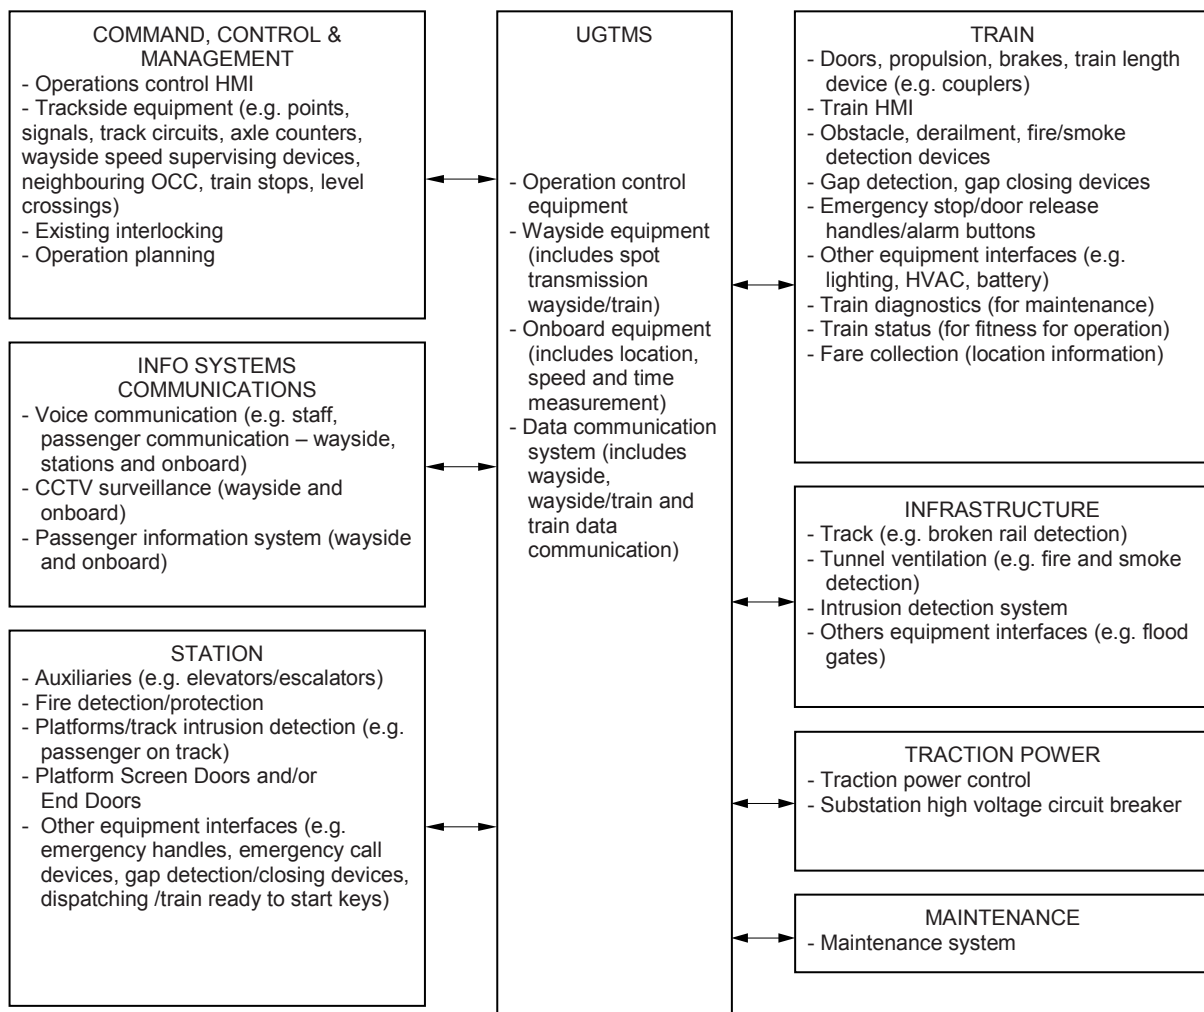 COMMAND, CONTROL &
MANAGEMENT
- Operations control HMI
- Trackside equipment (e.g. points,
signals, track circuits, axle counters,
wayside speed supervising devices,
neighbouring OCC, train stops, level
crossings)
- Existing interlocking
- Operation planning
INFO SYSTEMS
COMMUNICATIONS
- Voice communication (e.g. staff,
passenger communication – wayside,
stations and onboard)
- CCTV surveillance (wayside and
onboard)
- Passenger information system (wayside
and onboard)
STATION
- Auxiliaries (e.g. elevators/escalators)
- Fire detection/protection
- Platforms/track intrusion detection (e.g.
passenger on track)
- Platform Screen Doors and/or
End Doors
- Other equipment interfaces (e.g.
emergency handles, emergency call
devices, gap detection/closing devices,
dispatching /train ready to start keys)
UGTMS
- Operation control
equipment
- Wayside equipment
(includes spot
transmission
wayside/train)
- Onboard equipment
(includes location,
speed and time
measurement)
- Data communication
system (includes
wayside,
wayside/train and
train data
communication)
TRAIN
- Doors, propulsion, brakes, train length
device (e.g. couplers)
- Train HMI
- Obstacle, derailment, fire/smoke
detection devices
- Gap detection, gap closing devices
- Emergency stop/door release
handles/alarm buttons
- Other equipment interfaces (e.g.
lighting, HVAC, battery)
- Train diagnostics (for maintenance)
- Train status (for fitness for operation)
- Fare collection (location information)
INFRASTRUCTURE
- Track (e.g. broken rail detection)
- Tunnel ventilation (e.g. fire and smoke
detection)
- Intrusion detection system
- Others equipment interfaces (e.g. flood
gates)
TRACTION POWER
- Traction power control
- Substation high voltage circuit breaker
MAINTENANCE
- Maintenance system